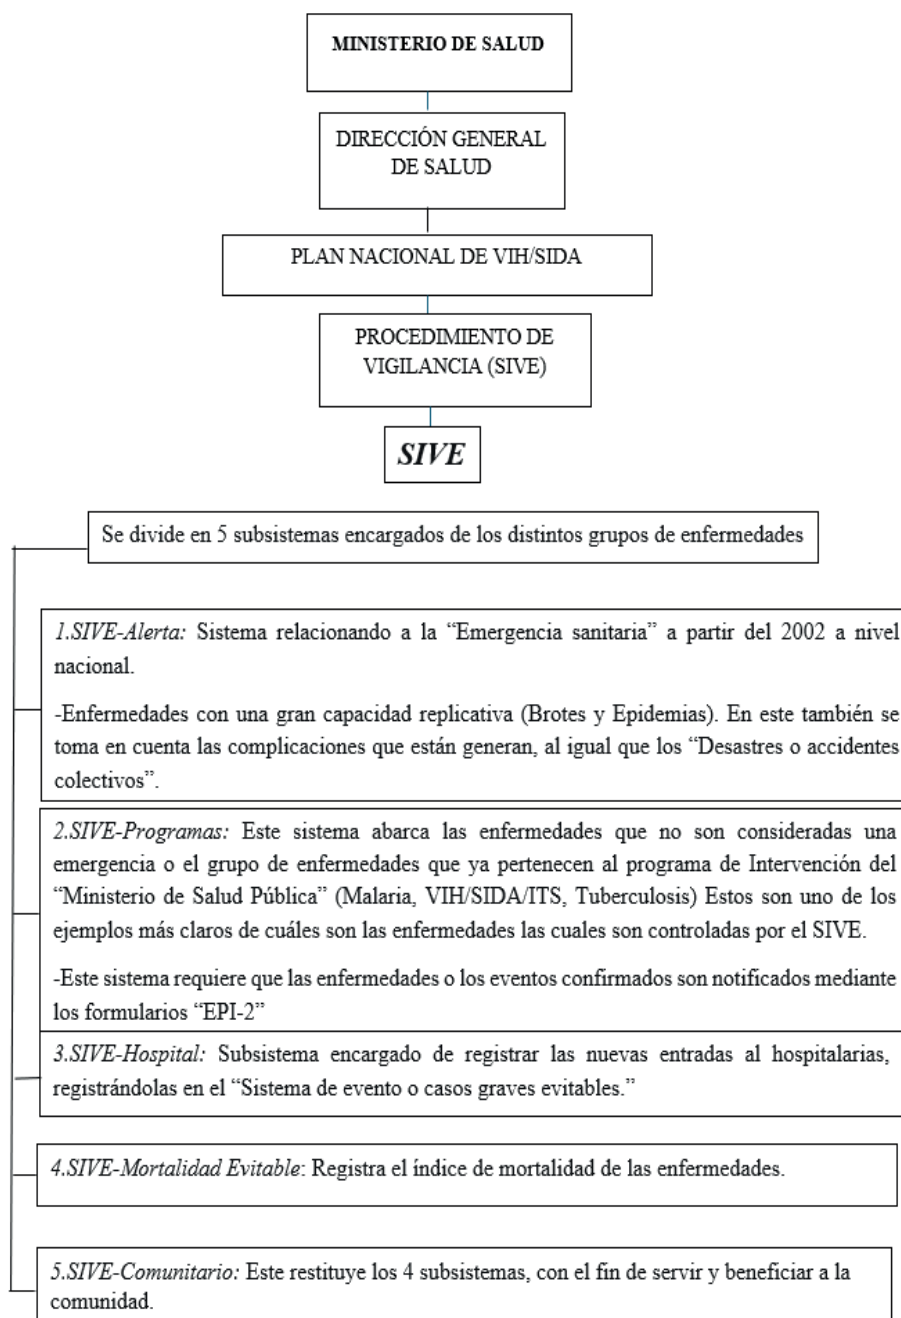 MINISTERIO DE SALUD
DIRECCIÓN GENERAL
DE SALUD
PLAN NACIONAL DE VIH/SIDA
PROCEDIMIENTO DE
VIGILANCIA (SIVE)
SIVE
Se divide en 5 subsistemas encargados de los distintos grupos de enfermedades
1.SIVE-Alerta: Sistema relacionando a la “Emergencia sanitaria” a partir del 2002 a nivel
nacional.
-Enfermedades con una gran capacidad replicativa (Brotes y Epidemias). En este también se
toma en cuenta las complicaciones que están generan, al igual que los “Desastres o accidentes
colectivos”.
2.SIVE-Programas: Este sistema abarca las enfermedades que no son consideradas una
emergencia o el grupo de enfermedades que ya pertenecen al programa de Intervención del
“Ministerio de Salud Pública” (Malaria, VIH/SIDA/ITS, Tuberculosis) Estos son uno de los
ejemplos más claros de cuáles son las enfermedades las cuales son controladas por el SIVE.
-Este sistema requiere que las enfermedades o los eventos confirmados son notificados mediante
los formularios “EPI-2”
3.SIVE-Hospital: Subsistema encargado de registrar las nuevas entradas al hospitalarias,
registrándolas en el “Sistema de evento o casos graves evitables.”
4.SIVE-Mortalidad Evitable: Registra el índice de mortalidad de las enfermedades.
5.SIVE-Comunitario: Este restituye los 4 subsistemas, con el fin de servir y beneficiar a la
comunidad.